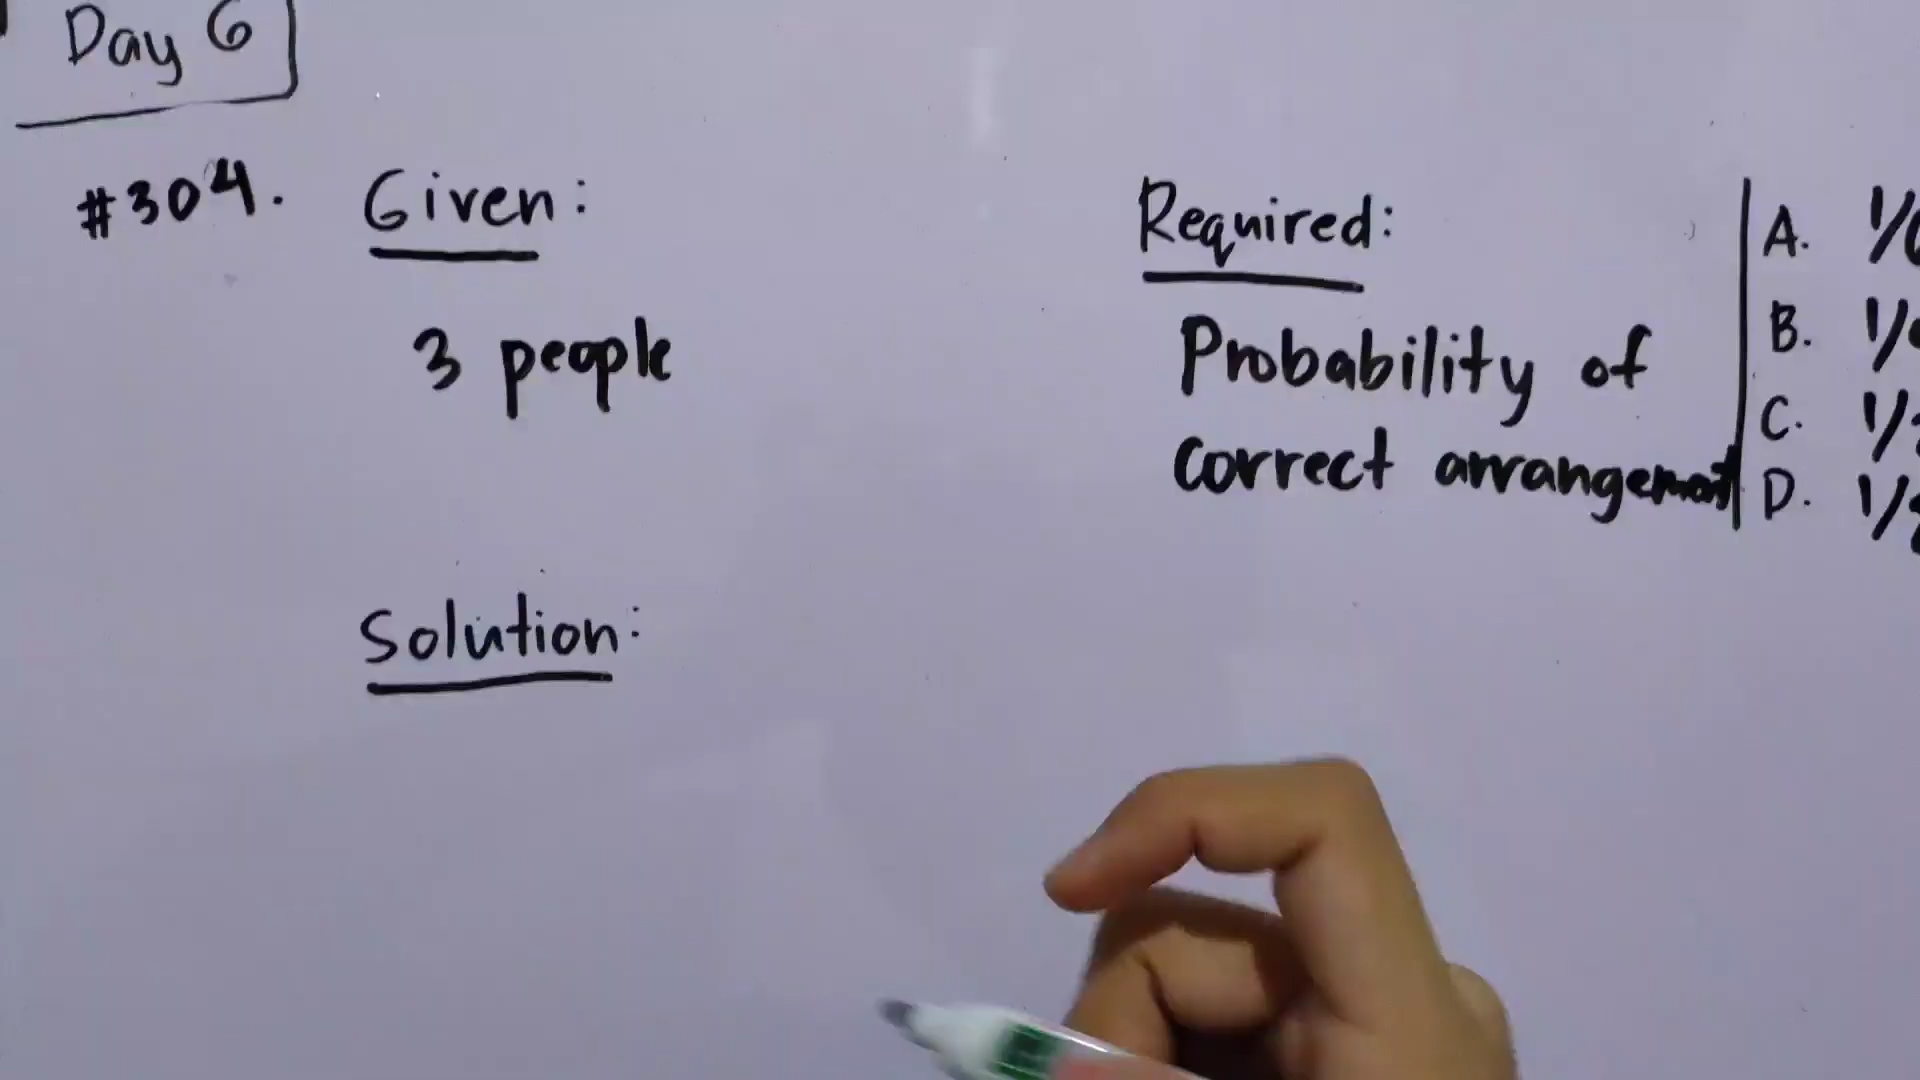 Day 6
#304. Given:
3 people
Required:
Probability of
correct arrangement
A.
B.
C.
D.
Solution: